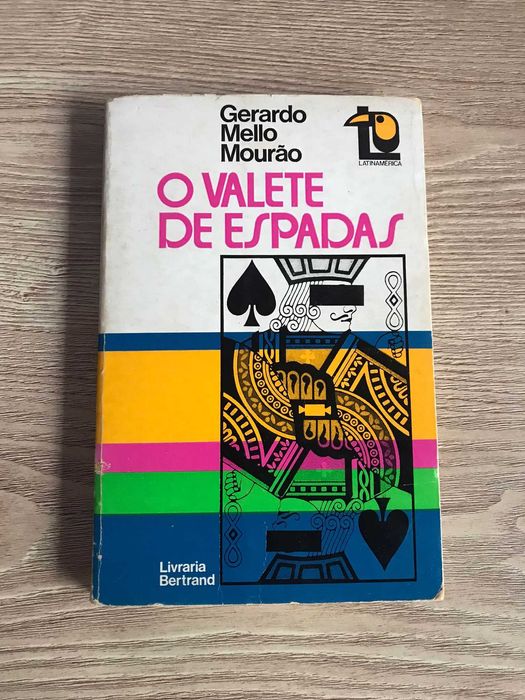 Gerardo
Mello
Mourão
LATINAMÉRICA
O VALETE
DE ESPADAS
Livraria
Bertrand